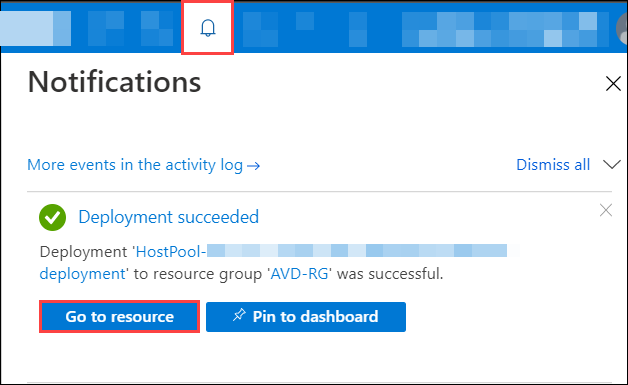 Notifications
More events in the activity log →
Dismiss all
Deployment succeeded
Deployment 'HostPool-
deployment' to resource group 'AVD-RG' was successful.
Go to resource
Pin to dashboard